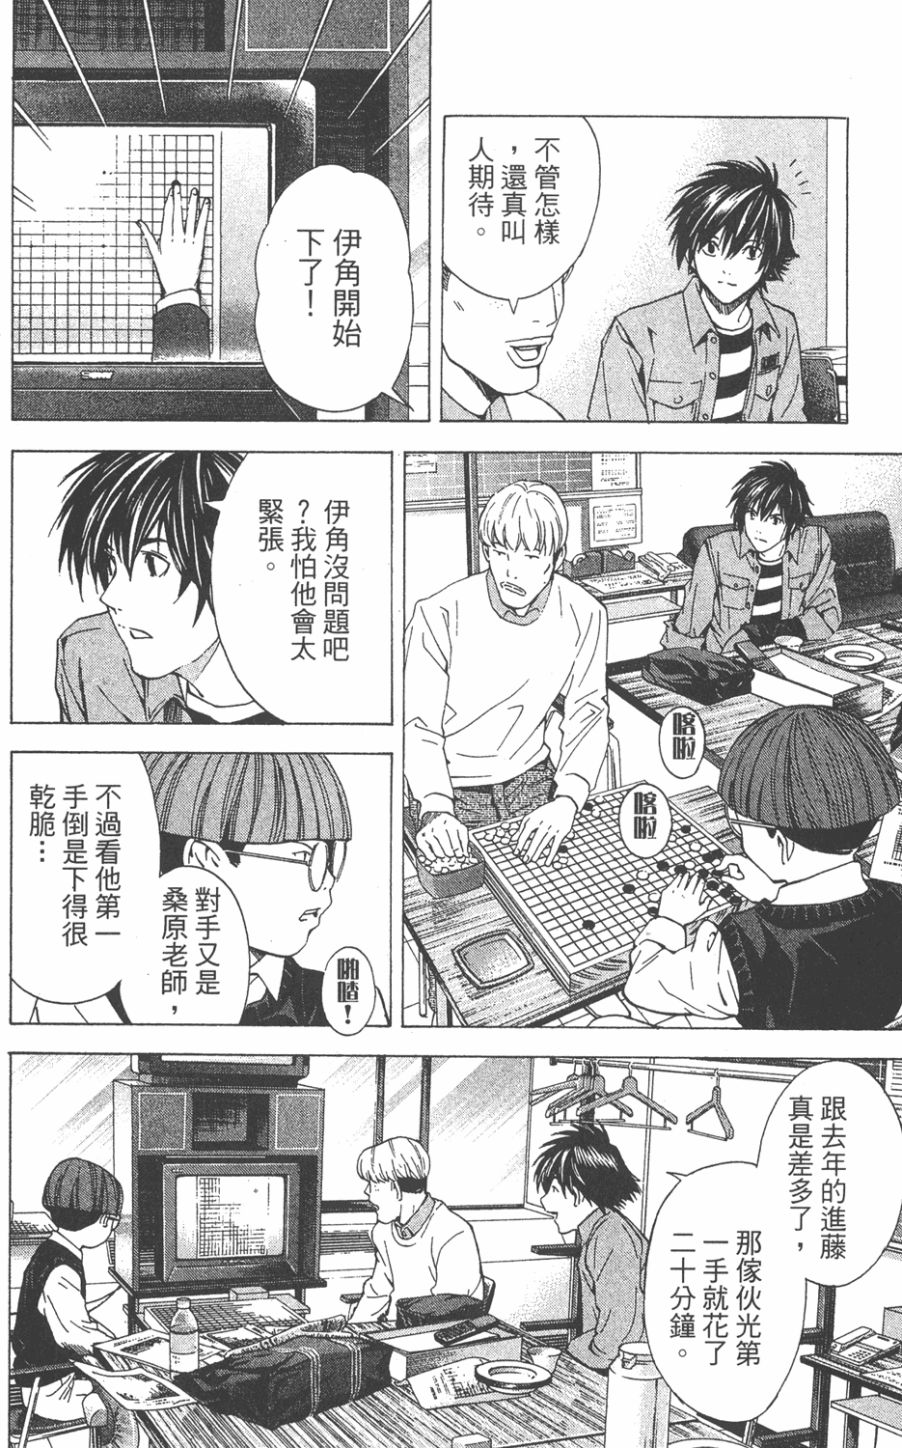 不管怎樣
，還真叫
人期待。
伊角開始
下了！
喀啦
喀啦
伊角沒問題吧
？我怕他會太
緊張。
對手又是
桑原老師，
不過看他第一
手倒是下得很
乾脆…
啪喳！
跟去年的進藤
真是差多了，
那傢伙光第
一手就花了
二十分鐘。